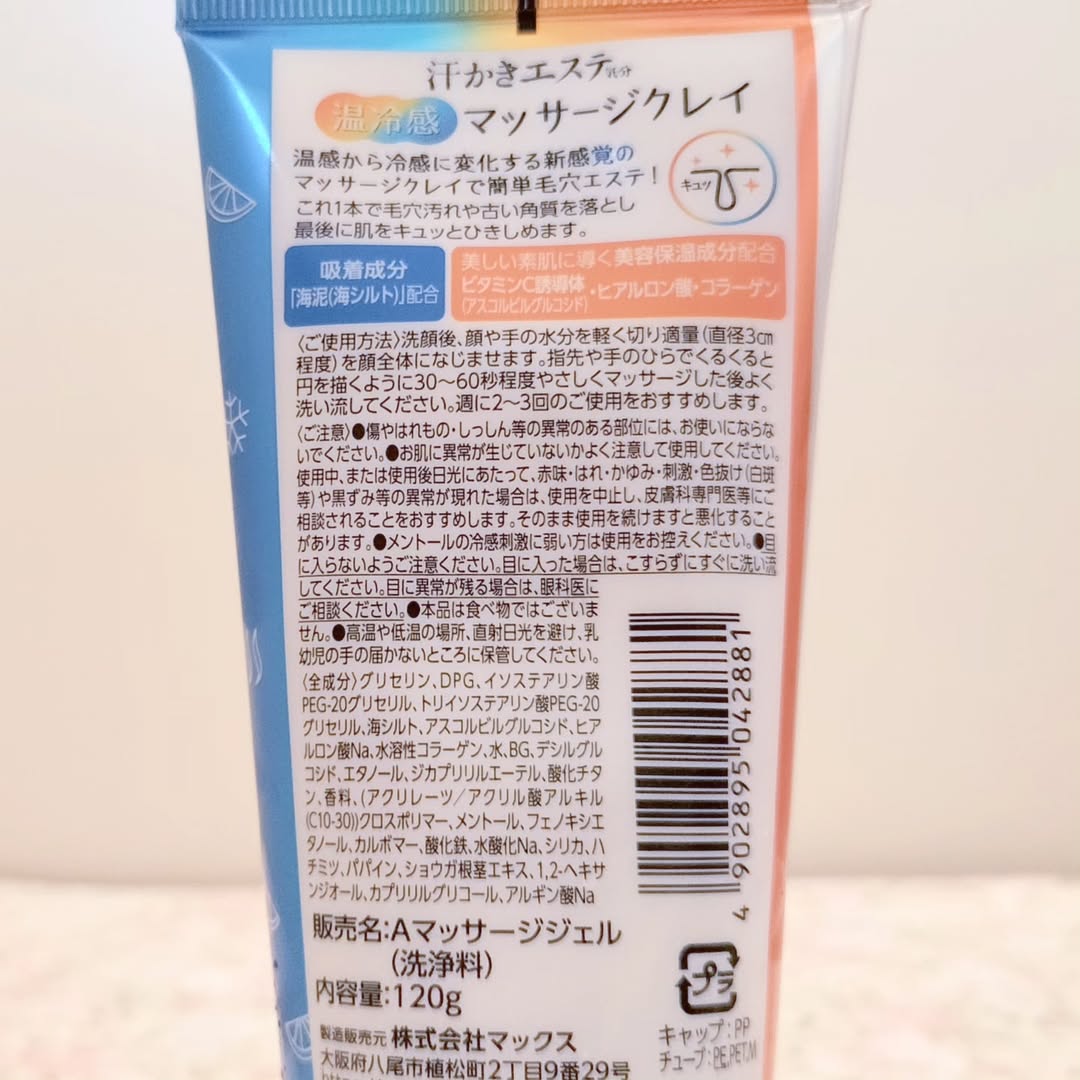 汗かきエステ気分
温冷感 マッサージクレイ
温感から冷感に変化する新感覚の
マッサージクレイで簡単毛穴エステ!
これ1本で毛穴汚れや古い角質を落とし
最後に肌をキュッとひきしめます。
キュッ
吸着成分
「海泥(海シルト)」配合
美しい素肌に導く美容保湿成分配合
ビタミンC誘導体・ヒアルロン酸・コラーゲン
(アスコルビルグルコシド)
〈ご使用方法〉洗顔後、顔や手の水分を軽く切り適量(直径3㎝
程度)を顔全体になじませます。指先や手のひらでくるくると
円を描くように30〜60秒程度やさしくマッサージした後よく
洗い流してください。週に2〜3回のご使用をおすすめします。
〈ご注意〉●傷やはれもの・しっしん等の異常のある部位には、お使いにならな
いでください。●お肌に異常が生じていないかよく注意して使用してください。
使用中、または使用後日光にあたって、赤味・はれ・かゆみ・刺激・色抜け(白斑
等)や黒ずみ等の異常が現れた場合は、使用を中止し、皮膚科専門医等にご
相談されることをおすすめします。そのまま使用を続けますと悪化すること
があります。●メントールの冷感刺激に弱い方は使用をお控えください。●目
に入らないようご注意ください。目に入った場合は、こすらずにすぐに洗い流
してください。目に異常が残る場合は、眼科医に
ご相談ください。●本品は食べ物ではございま
せん。●高温や低温の場所、直射日光を避け、乳
幼児の手の届かないところに保管してください。
〈全成分〉グリセリン、DPG、イソステアリン酸
PEG-20グリセリル、トリイソステアリン酸PEG-20
グリセリル、海シルト、アスコルビルグルコシド、ヒア
ルロン酸Na、水溶性コラーゲン、水、BG、デシルグル
コシド、エタノール、ジカプリリルエーテル、酸化チタ
ン、香料、(アクリレーツ/アクリル酸アルキル
(C10-30))クロスポリマー、メントール、フェノキシエ
タノール、カルボマー、酸化鉄、水酸化Na、シリカ、ハ
チミツ、パパイン、ショウガ根茎エキス、1,2-ヘキサ
ンジオール、カプリリルグリコール、アルギン酸Na
4 902895 042881
販売名:Aマッサージジェル
(洗浄料)
内容量:120g
製造販売元 株式会社マックス
大阪府八尾市植松町2丁目9番29号
プラ
キャップ:PP
チューブ:PE,PET,M